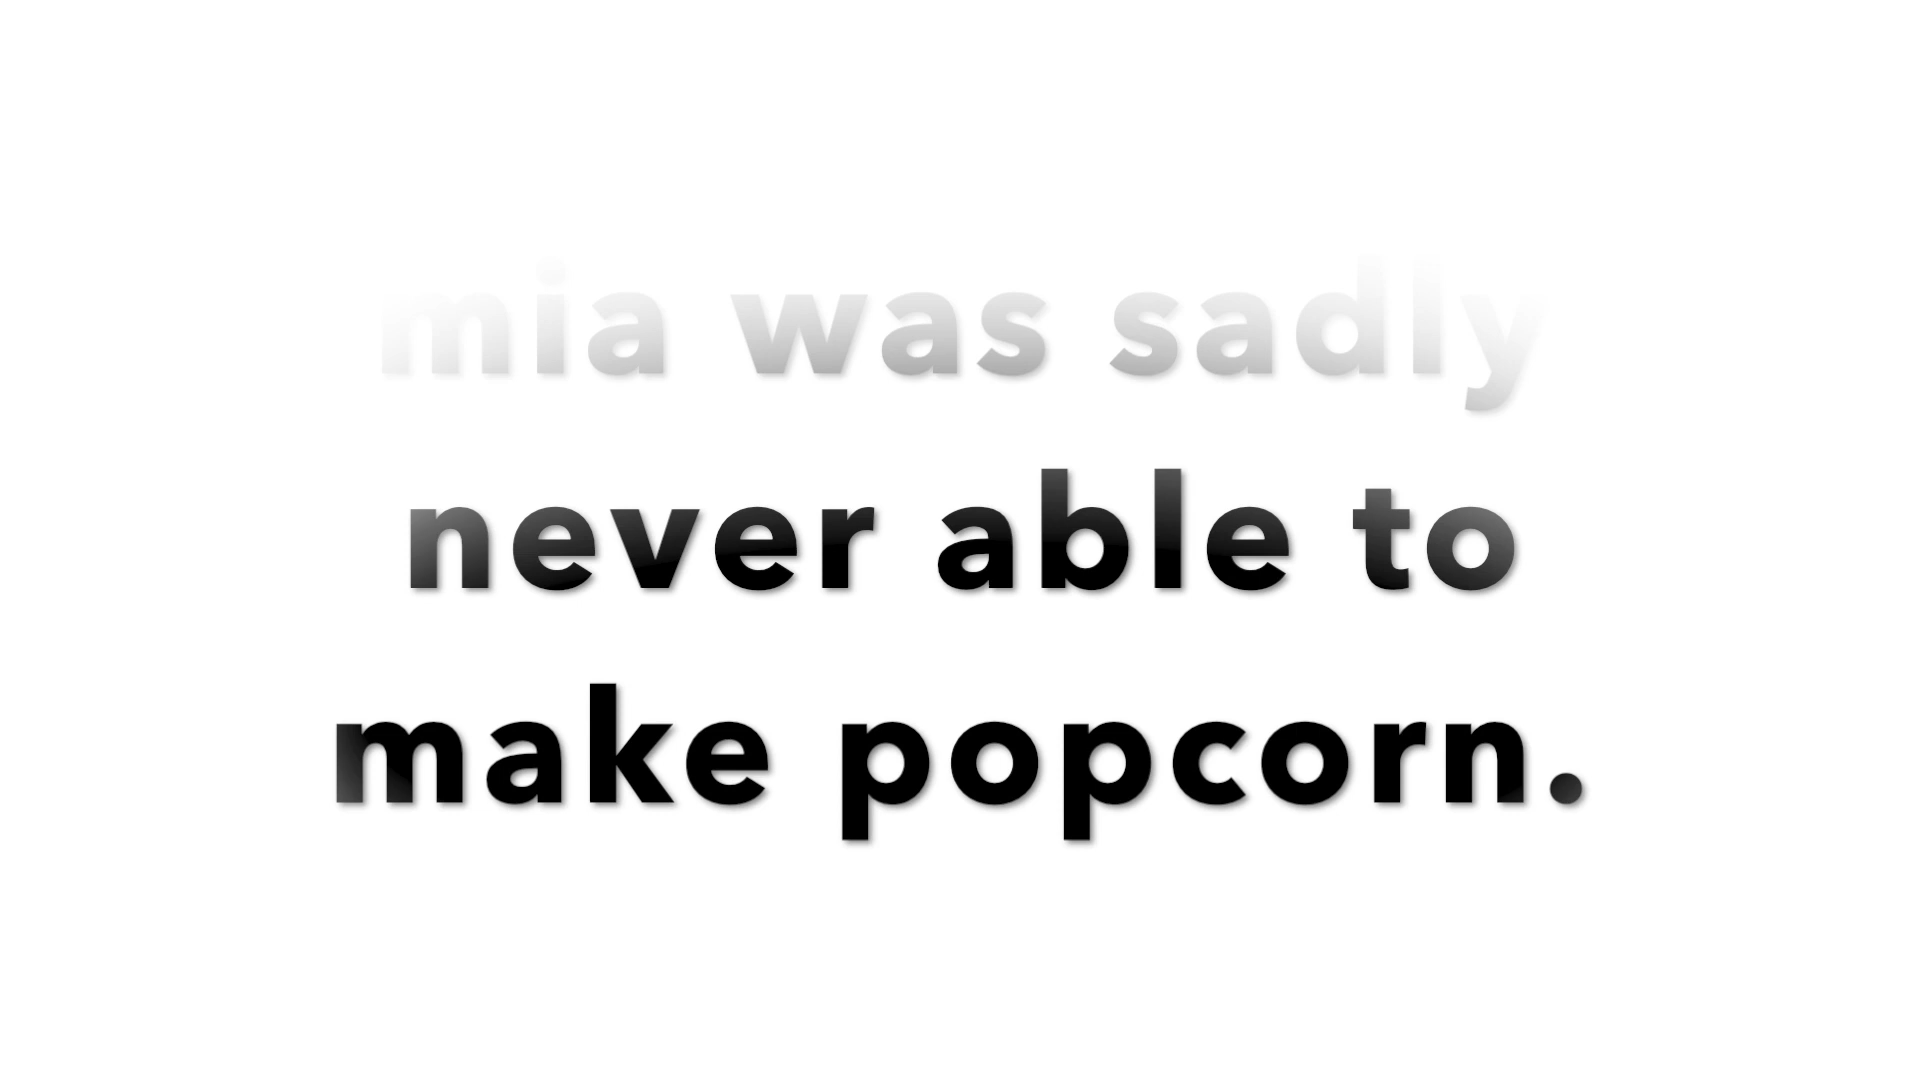 mia was sadly
never able to
make popcorn.